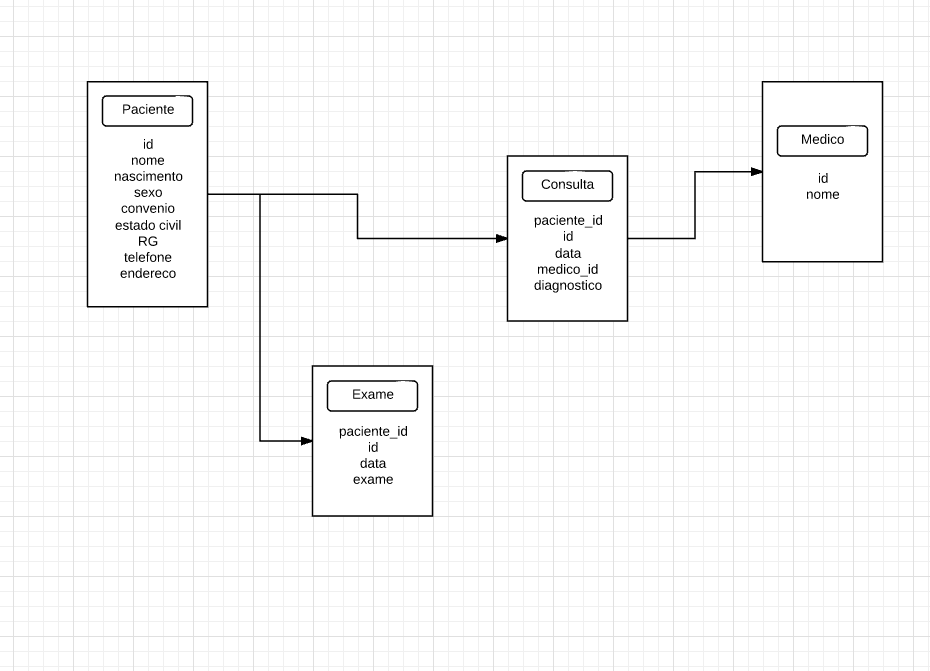 Paciente
id
nome
nascimento
sexo
convenio
estado civil
RG
telefone
endereco
Consulta
paciente_id
id
data
medico_id
diagnostico
Medico
id
nome
Exame
paciente_id
id
data
exame